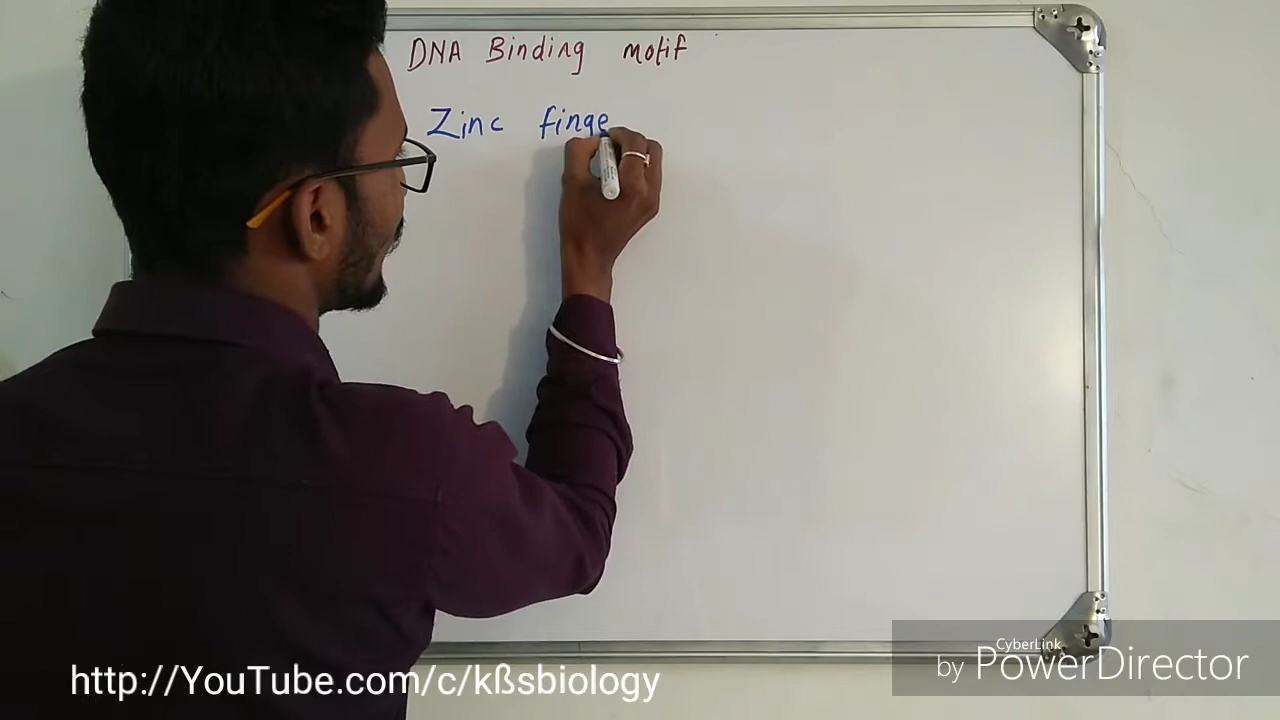 DNA Binding motif
Zinc finge
CyberLink
by PowerDirector
http://YouTube.com/c/kßsbiology